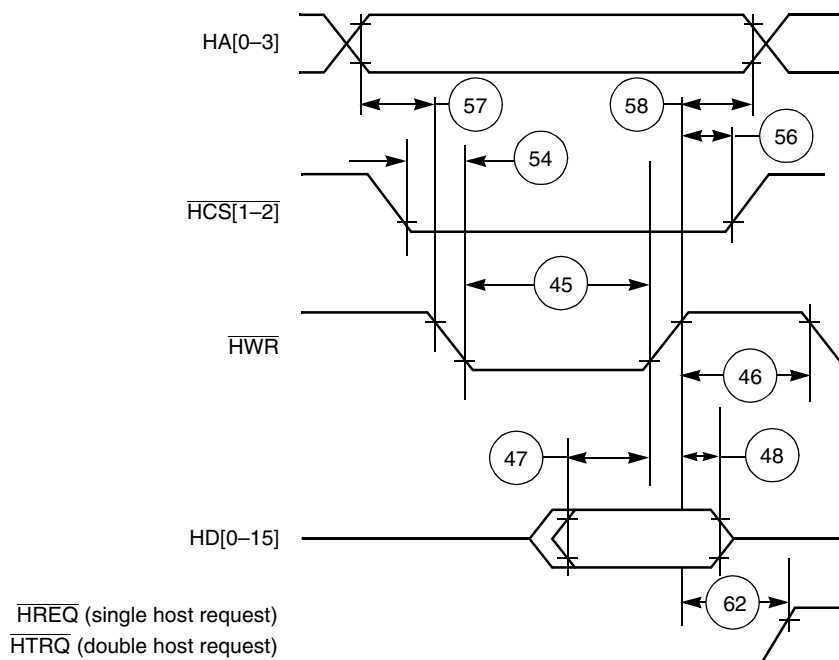 HA[0–3]
57
58
56
54
HCS[1–2]
45
HWR
46
47
48
HD[0–15]
62
HREQ (single host request)
HTRQ (double host request)